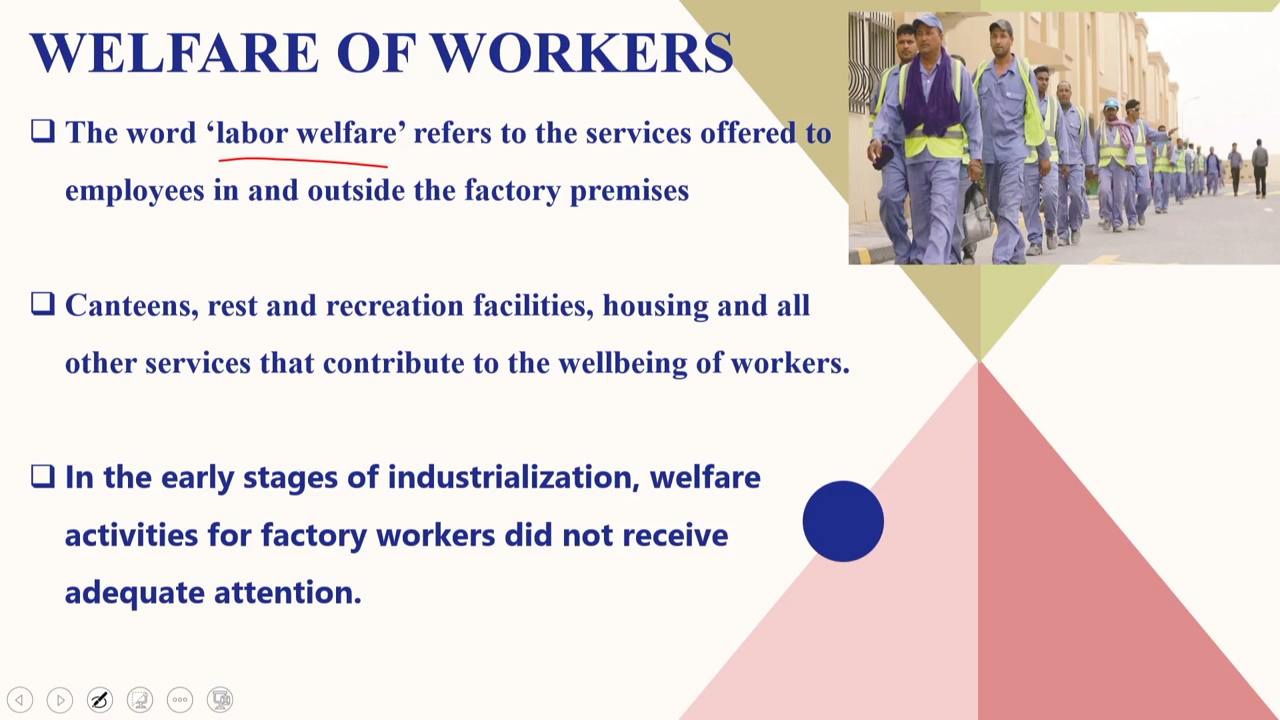 WELFARE OF WORKERS
❑ The word ‘labor welfare’ refers to the services offered to
employees in and outside the factory premises
❑ Canteens, rest and recreation facilities, housing and all
other services that contribute to the wellbeing of workers.
❑ In the early stages of industrialization, welfare
activities for factory workers did not receive
adequate attention.